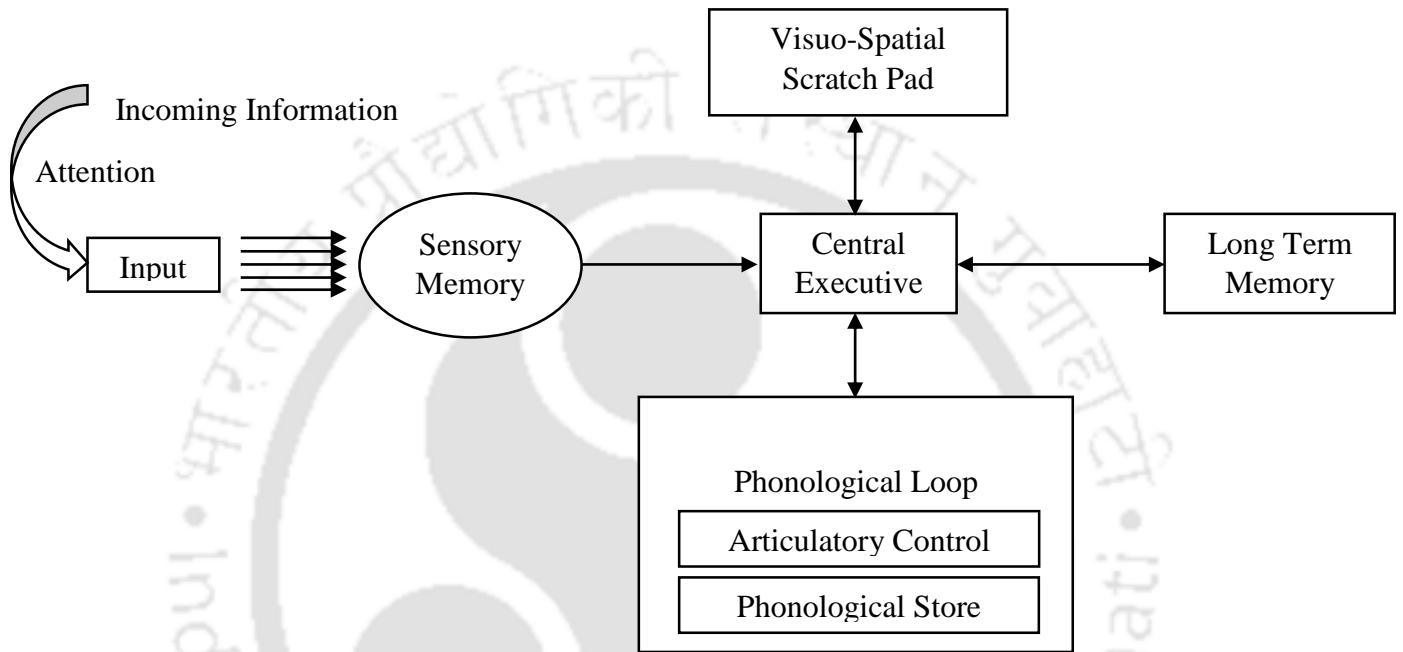 Visuo-Spatial
Scratch Pad
Incoming Information
Attention
Input
Sensory
Memory
Central
Executive
Long Term
Memory
Phonological Loop
Articulatory Control
Phonological Store
भारतीय प्रौद्योगिकी संस्थान गुवाहाटी